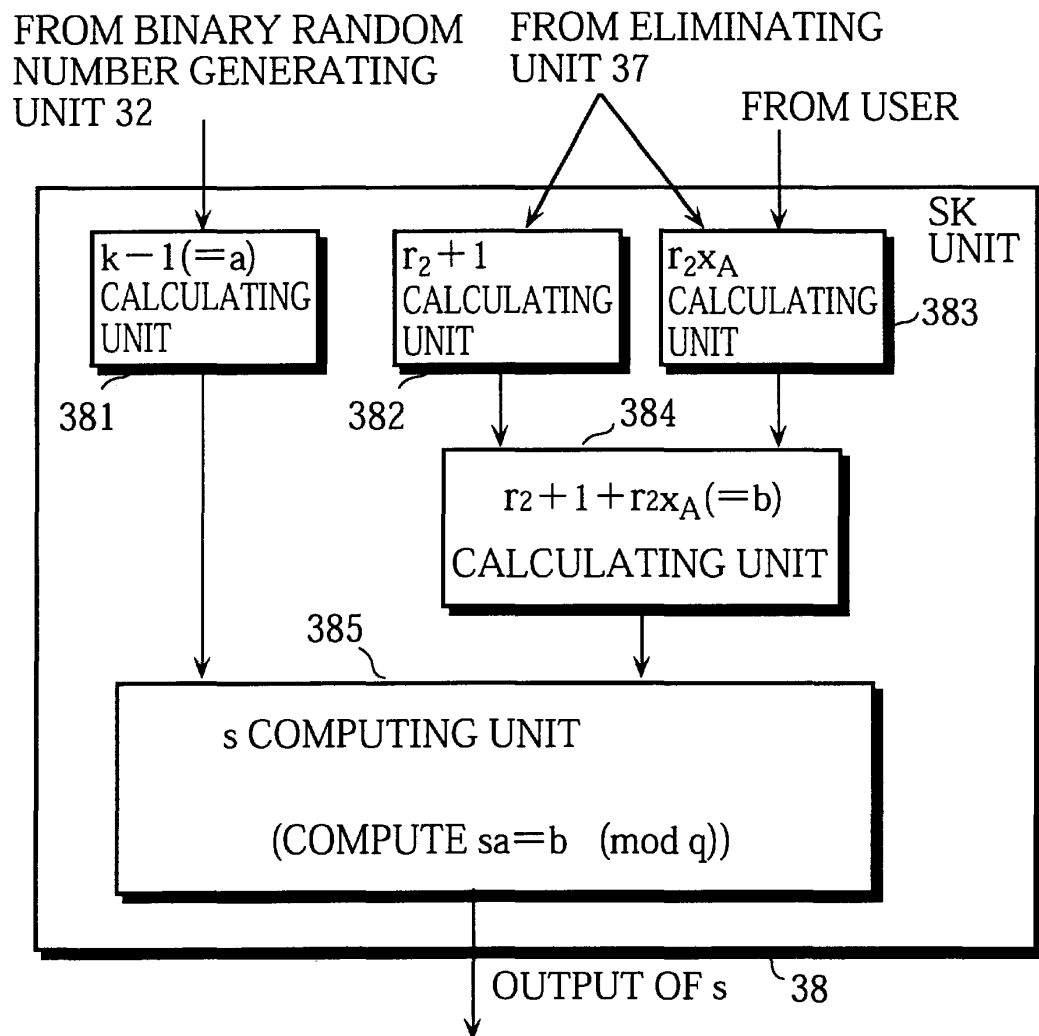 FROM BINARY RANDOM
NUMBER GENERATING
UNIT 32
FROM ELIMINATING
UNIT 37
FROM USER
SK
UNIT
k−1(=a)
CALCULATING
UNIT
381
r₂+1
CALCULATING
UNIT
382
r₂xA
CALCULATING
UNIT
383
384
r₂+1+r₂xA(=b)
CALCULATING UNIT
385
s COMPUTING UNIT
(COMPUTE sa=b (mod q))
OUTPUT OF s
38